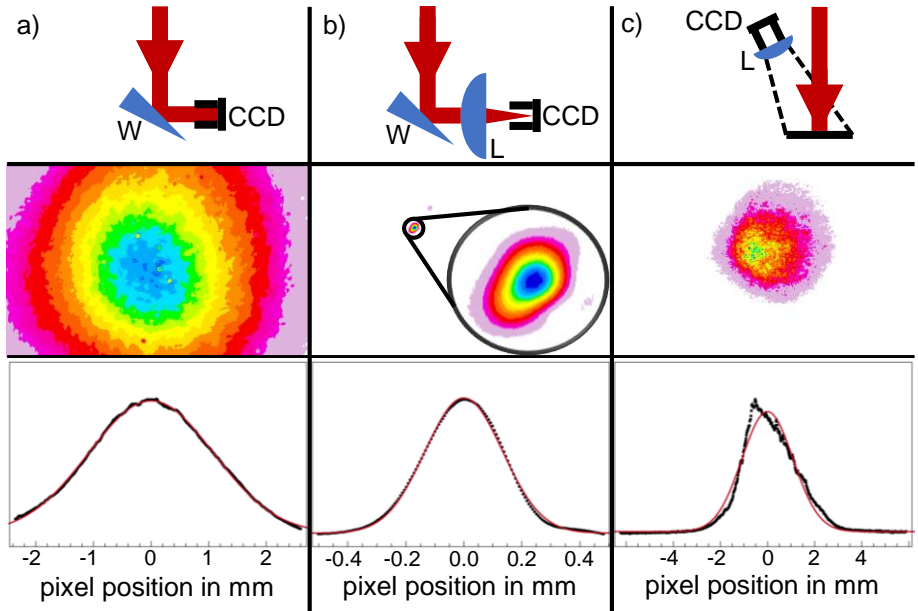 a)
W
CCD
b)
W
L
CCD
c)
CCD
L
-2 -1 0 1 2
pixel position in mm
-0.4 -0.2 0.0 0.2 0.4
pixel position in mm
-4 -2 0 2 4
pixel position in mm